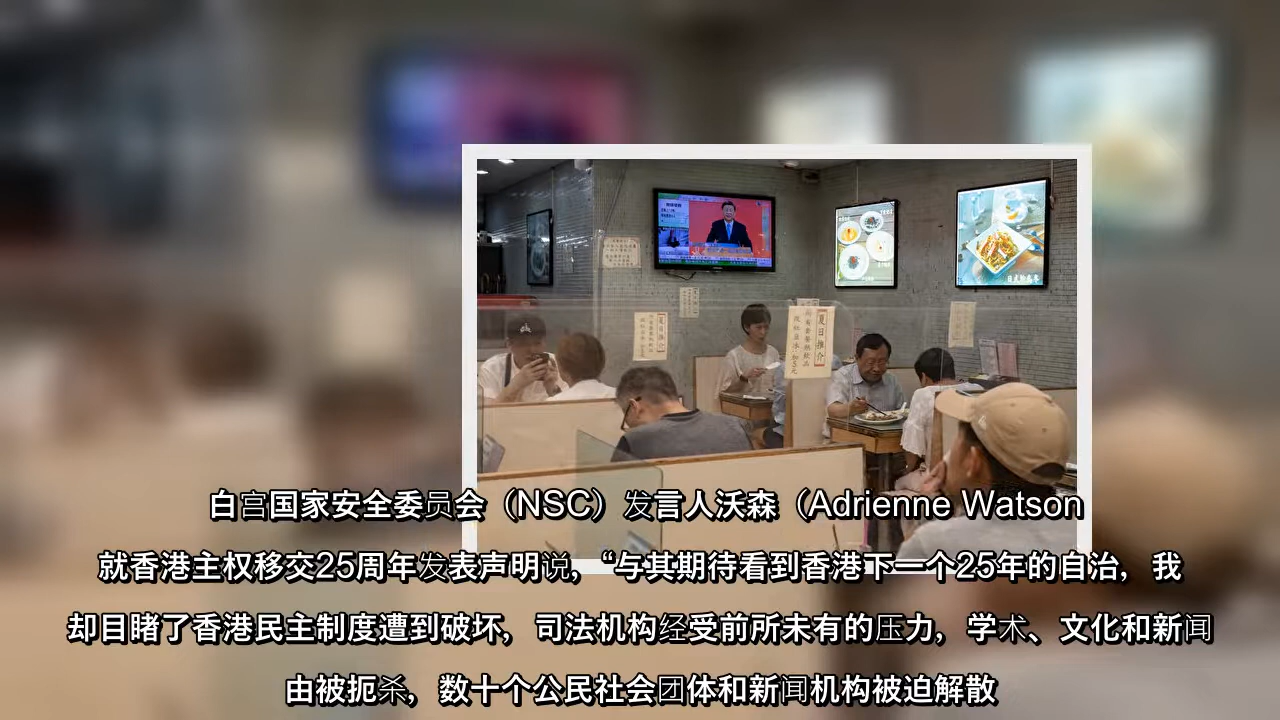 夏日推介
白宫国家安全委员会（NSC）发言人沃森（Adrienne Watson
就香港主权移交25周年发表声明说，“与其期待看到香港下一个25年的自治，我
却目睹了香港民主制度遭到破坏，司法机构经受前所未有的压力，学术、文化和新闻
由被扼杀，数十个公民社会团体和新闻机构被迫解散